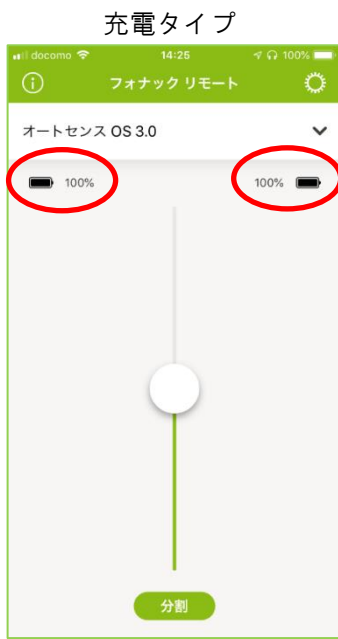 充電タイプ
docomo 14:25 100%
フォナック リモート
オートセンス OS 3.0
100% 100%
分割